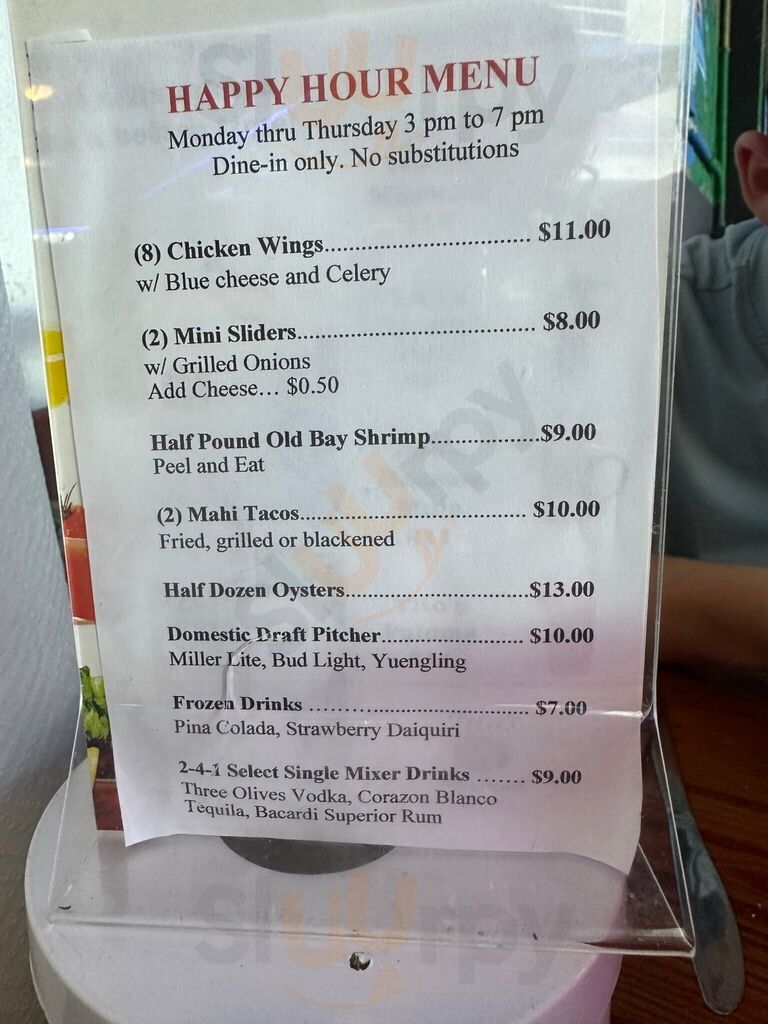 HAPPY HOUR MENU
Monday thru Thursday 3 pm to 7 pm
Dine-in only. No substitutions
(8) Chicken Wings.................................. $11.00
w/ Blue cheese and Celery
(2) Mini Sliders....................................... $8.00
w/ Grilled Onions
Add Cheese... $0.50
Half Pound Old Bay Shrimp..................$9.00
Peel and Eat
(2) Mahi Tacos...................................... $10.00
Fried, grilled or blackened
Half Dozen Oysters...............................$13.00
Domestic Draft Pitcher........................ $10.00
Miller Lite, Bud Light, Yuengling
Frozen Drinks ..................................... $7.00
Pina Colada, Strawberry Daiquiri
2-4-1 Select Single Mixer Drinks ....... $9.00
Three Olives Vodka, Corazon Blanco
Tequila, Bacardi Superior Rum
Sluurpy
Sluurpy
Sluurpy